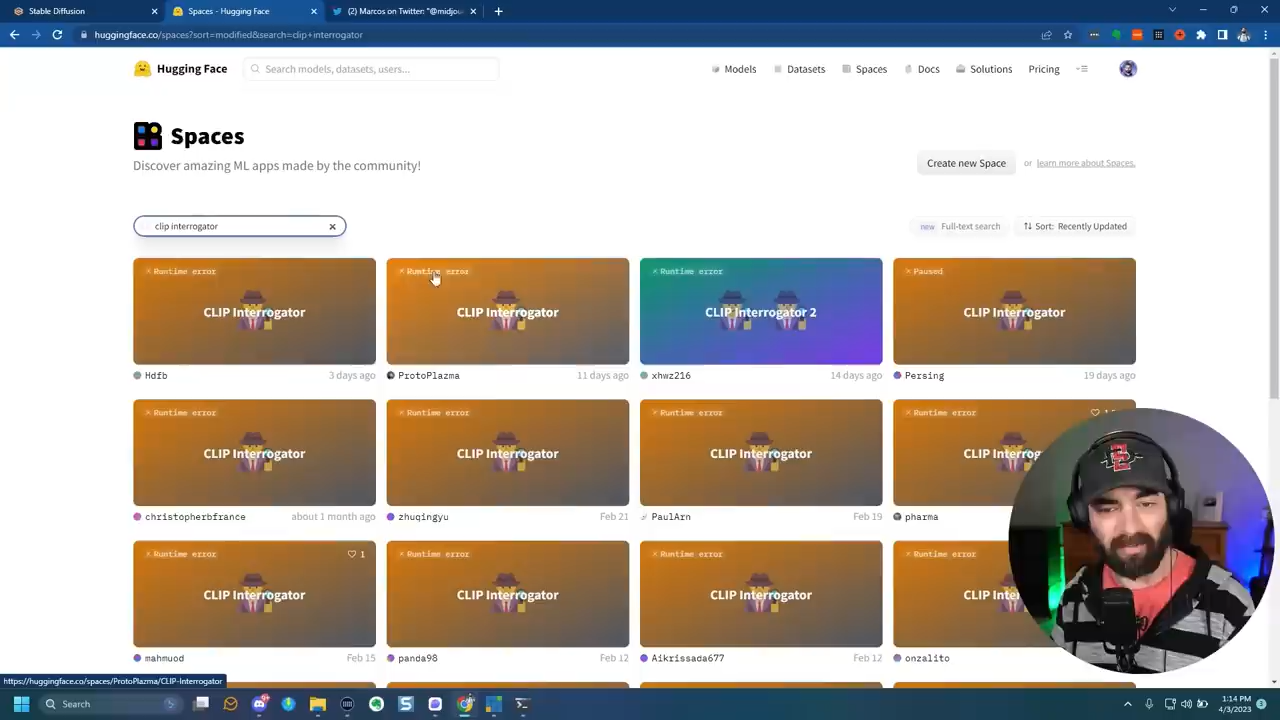 Stable Diffusion
Spaces - Hugging Face
(2) Marcos on Twitter: "@midjou
huggingface.co/spaces?sort=modified&search=clip+interrogator
Hugging Face
Search models, datasets, users...
Models
Datasets
Spaces
Docs
Solutions
Pricing
Spaces
Discover amazing ML apps made by the community!
Create new Space
or
learn more about Spaces.
clip interrogator
new
Full-text search
Sort: Recently Updated
Runtime error
CLIP Interrogator
Hdfb
3 days ago
Runtime error
CLIP Interrogator
ProtoPlazma
11 days ago
Runtime error
CLIP Interrogator 2
xhwz216
14 days ago
Paused
CLIP Interrogator
Persing
19 days ago
Runtime error
CLIP Interrogator
christopherbfrance
about 1 month ago
Runtime error
CLIP Interrogator
zhuqingyu
Feb 21
Runtime error
CLIP Interrogator
PaulArn
Feb 19
Runtime error
CLIP Interro
pharma
Runtime error
1
CLIP Interrogator
mahmuod
Feb 15
Runtime error
CLIP Interrogator
panda98
Feb 12
Runtime error
CLIP Interrogator
Aikrissada677
Feb 12
Runtime error
CLIP Interro
onzalito
https://huggingface.co/spaces/ProtoPlazma/CLIP-Interrogator
Search
1:14 PM
4/3/2023